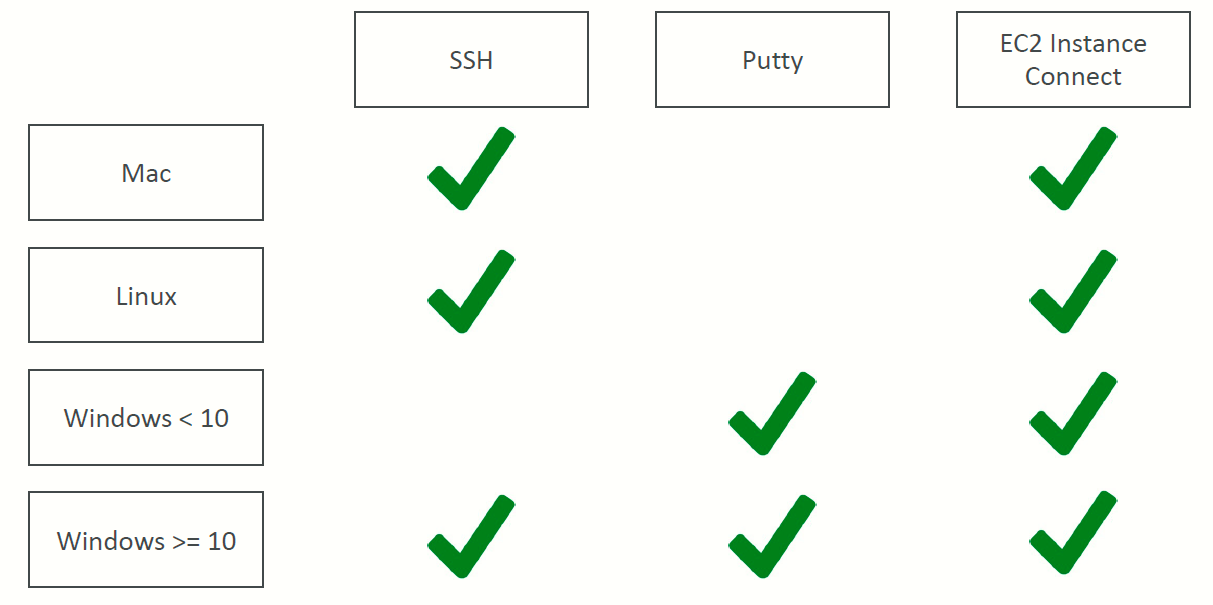 SSH
Putty
EC2 Instance
Connect
Mac
Linux
Windows < 10
Windows >= 10